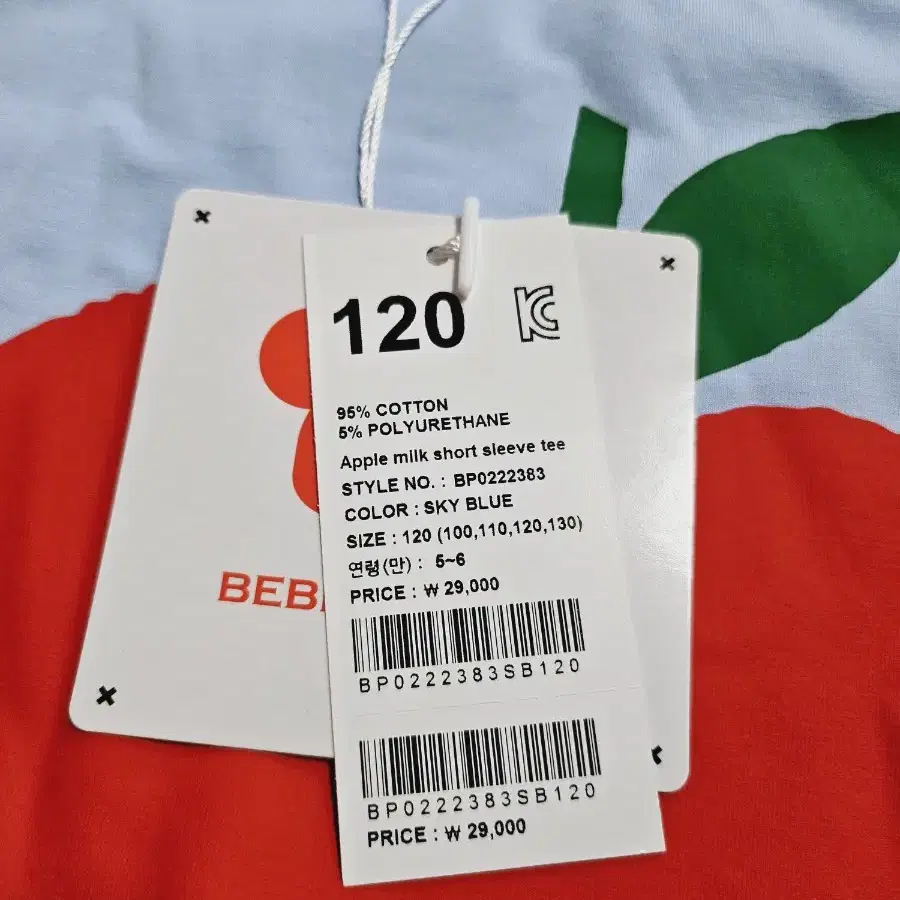 120
95% COTTON
5% POLYURETHANE
Apple milk short sleeve tee
STYLE NO. : BP0222383
COLOR : SKY BLUE
SIZE : 120 (100,110,120,130)
연령(만) : 5~6
PRICE : ₩ 29,000
BP0222383SB120
BP0222383SB120
PRICE : ₩ 29,000
BEB